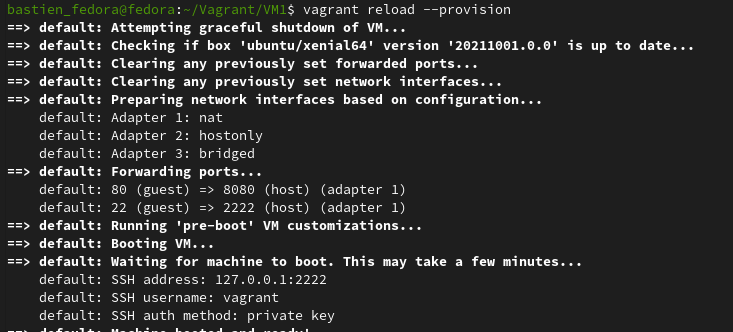 bastien_fedora@fedora:~/Vagrant/VM1$ vagrant reload --provision
==> default: Attempting graceful shutdown of VM...
==> default: Checking if box 'ubuntu/xenial64' version '20211001.0.0' is up to date...
==> default: Clearing any previously set forwarded ports...
==> default: Clearing any previously set network interfaces...
==> default: Preparing network interfaces based on configuration...
    default: Adapter 1: nat
    default: Adapter 2: hostonly
    default: Adapter 3: bridged
==> default: Forwarding ports...
    default: 80 (guest) => 8080 (host) (adapter 1)
    default: 22 (guest) => 2222 (host) (adapter 1)
==> default: Running 'pre-boot' VM customizations...
==> default: Booting VM...
==> default: Waiting for machine to boot. This may take a few minutes...
    default: SSH address: 127.0.0.1:2222
    default: SSH username: vagrant
    default: SSH auth method: private key
==> default: Machine booted and ready!